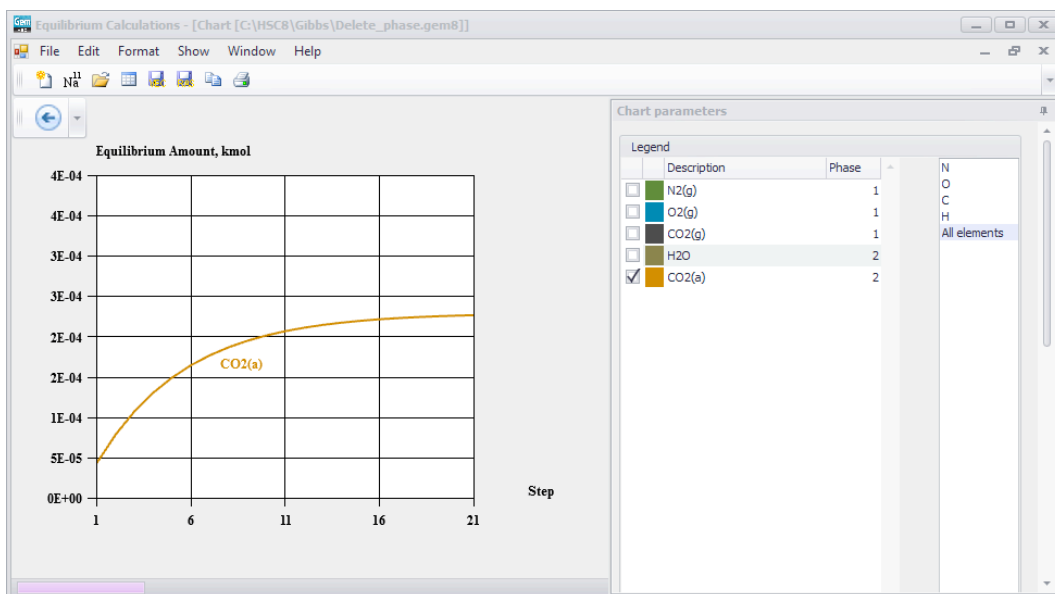 Equilibrium Calculations - [Chart [C:\HSC8\Gibbs\Delete_phase.gem8]]
File Edit Format Show Window Help
Chart parameters
Equilibrium Amount, kmol
4E-04
4E-04
3E-04
3E-04
2E-04
2E-04
1E-04
5E-05
0E+00
CO2(a)
1 6 11 16 21
Step
Legend
Description Phase
N2(g) 1
O2(g) 1
CO2(g) 1
H2O 2
CO2(a) 2
N
O
C
H
All elements